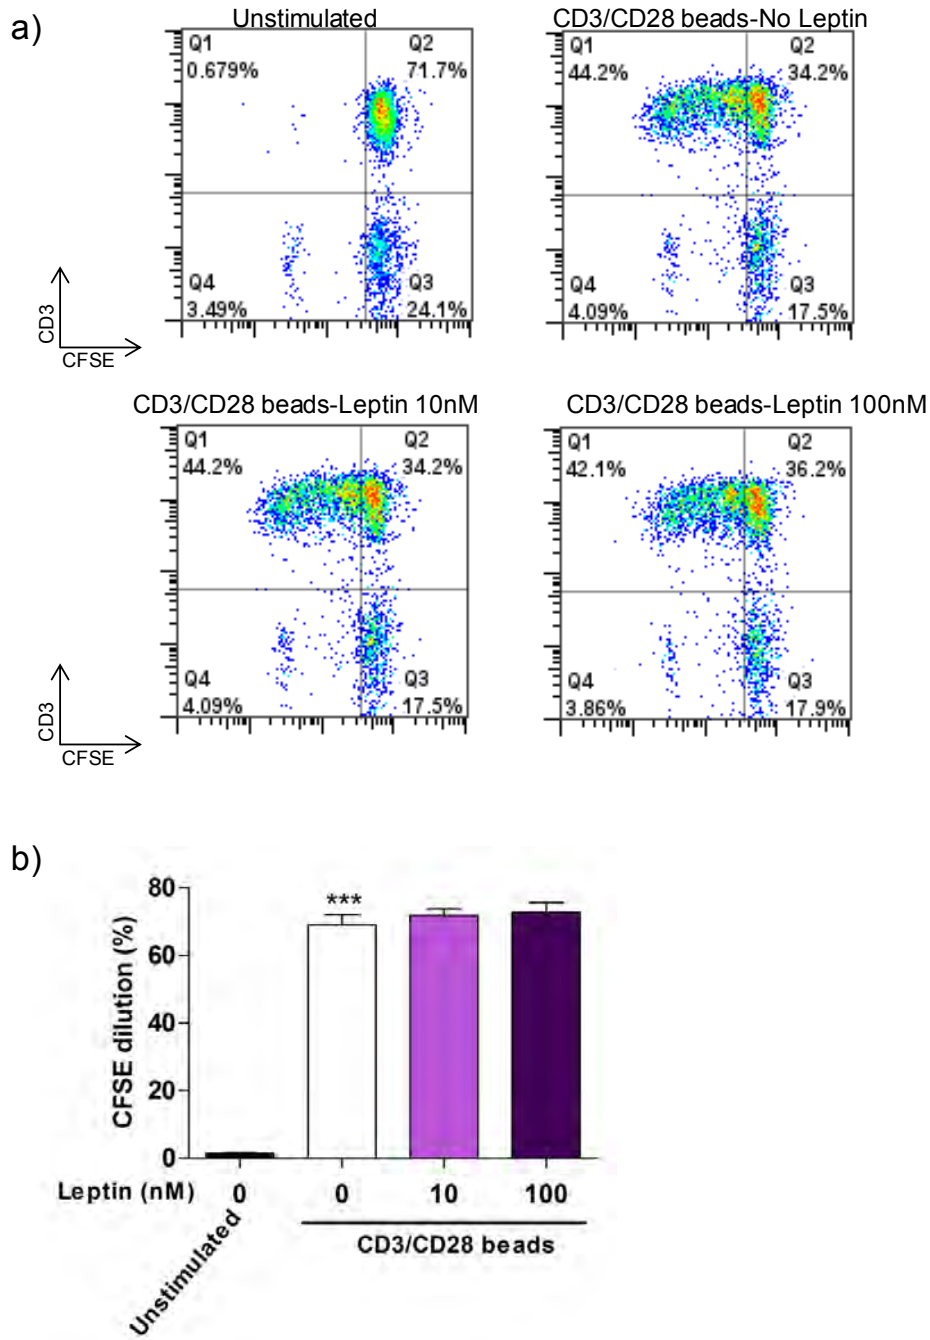 a)
Unstimulated
CD3/CD28 beads-No Leptin
Q1
0.679%
Q2
71.7%
Q4
3.49%
Q3
24.1%
Q1
44.2%
Q2
34.2%
Q4
4.09%
Q3
17.5%
CD3
CFSE
CD3/CD28 beads-Leptin 10nM
CD3/CD28 beads-Leptin 100nM
Q1
44.2%
Q2
34.2%
Q4
4.09%
Q3
17.5%
Q1
42.1%
Q2
36.2%
Q4
3.86%
Q3
17.9%
CD3
CFSE
b)
CFSE dilution (%)
80
60
40
20
0
***
Leptin (nM) 0 0 10 100
Unstimulated
CD3/CD28 beads